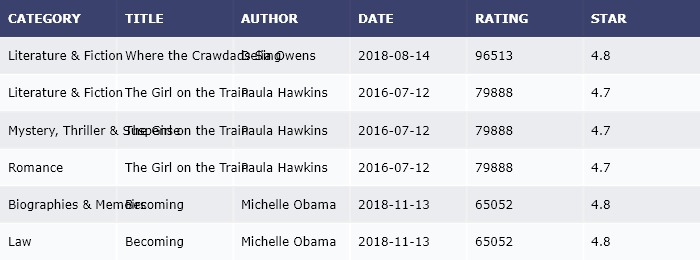 CATEGORY TITLE AUTHOR DATE RATING STAR
Literature & Fiction Where the Crawdads Sing Delia Owens 2018-08-14 96513 4.8
Literature & Fiction The Girl on the Train Paula Hawkins 2016-07-12 79888 4.7
Mystery, Thriller & Suspense The Girl on the Train Paula Hawkins 2016-07-12 79888 4.7
Romance The Girl on the Train Paula Hawkins 2016-07-12 79888 4.7
Biographies & Memoirs Becoming Michelle Obama 2018-11-13 65052 4.8
Law Becoming Michelle Obama 2018-11-13 65052 4.8